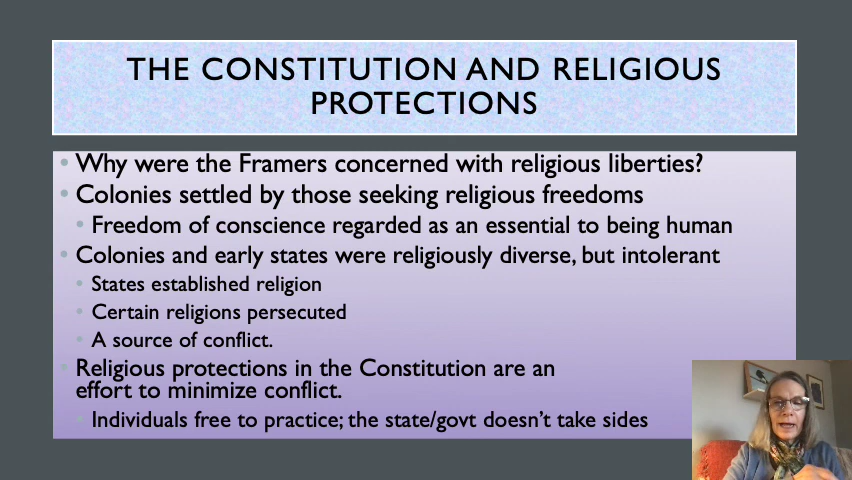 THE CONSTITUTION AND RELIGIOUS
PROTECTIONS
• Why were the Framers concerned with religious liberties?
• Colonies settled by those seeking religious freedoms
• Freedom of conscience regarded as an essential to being human
• Colonies and early states were religiously diverse, but intolerant
• States established religion
• Certain religions persecuted
• A source of conflict.
• Religious protections in the Constitution are an
effort to minimize conflict.
• Individuals free to practice; the state/govt doesn't take sides